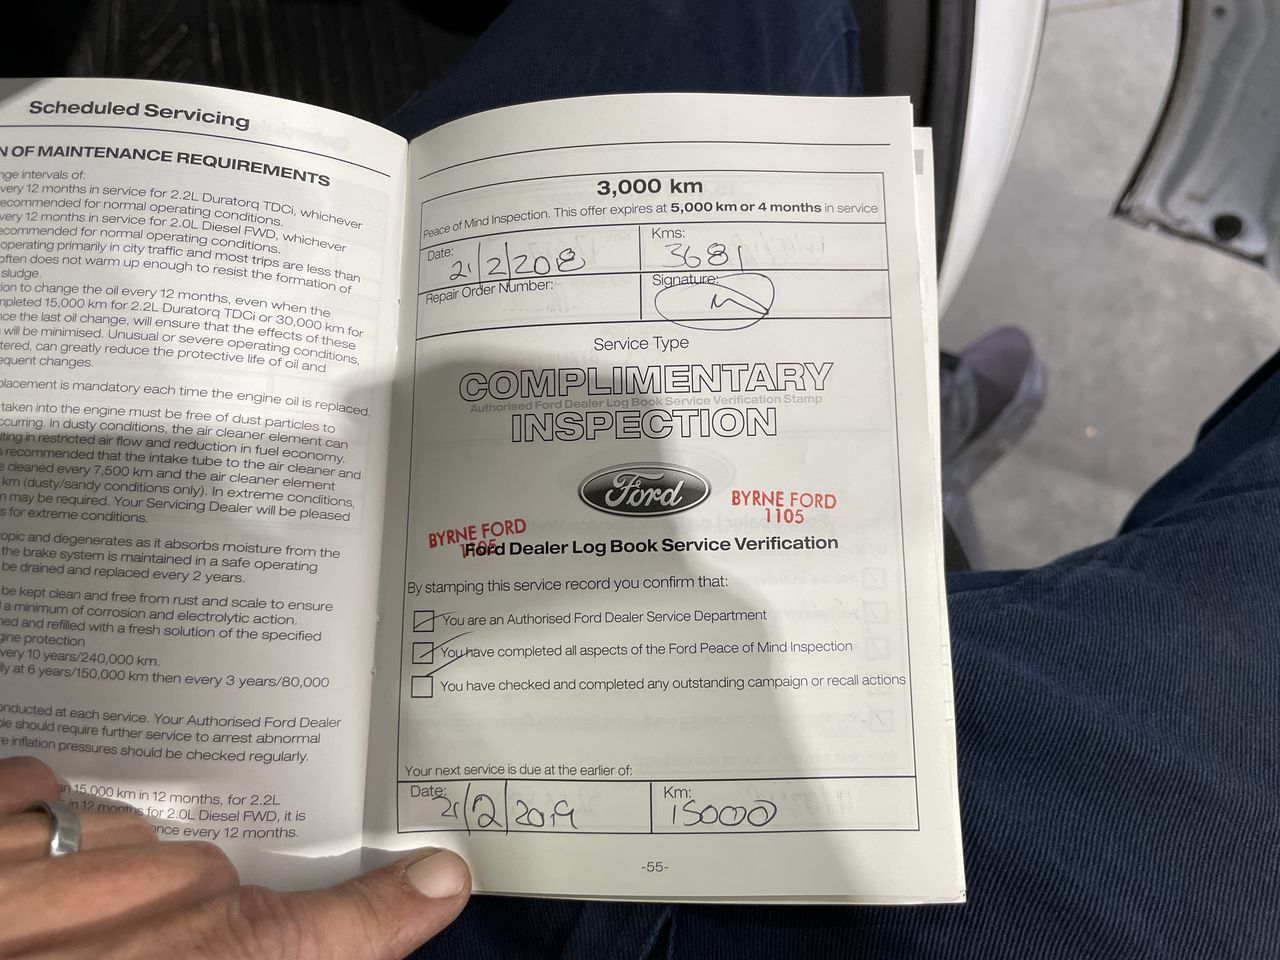 Scheduled Servicing
N OF MAINTENANCE REQUIREMENTS
nge intervals of:
very 12 months in service for 2.2L Duratorq TDCi, whichever
ecommended for normal operating conditions.
very 12 months in service for 2.0L Diesel FWD, whichever
ecommended for normal operating conditions.
operating primarily in city traffic and most trips are less than
often does not warm up enough to resist the formation of
sludge.
ion to change the oil every 12 months, even when the
mpleted 15,000 km for 2.2L Duratorq TDCi or 30,000 km for
nce the last oil change, will ensure that the effects of these
will be minimised. Unusual or severe operating conditions,
tered, can greatly reduce the protective life of oil and
equent changes.
placement is mandatory each time the engine oil is replaced.
taken into the engine must be free of dust particles to
ccurring. In dusty conditions, the air cleaner element can
lting in restricted air flow and reduction in fuel economy.
s recommended that the intake tube to the air cleaner and
e cleaned every 7,500 km and the air cleaner element
km (dusty/sandy conditions only). In extreme conditions,
n may be required. Your Servicing Dealer will be pleased
s for extreme conditions.
opic and degenerates as it absorbs moisture from the
the brake system is maintained in a safe operating
be drained and replaced every 2 years.
be kept clean and free from rust and scale to ensure
a minimum of corrosion and electrolytic action.
ned and refilled with a fresh solution of the specified
gine protection
very 10 years/240,000 km.
lly at 6 years/150,000 km then every 3 years/80,000
onducted at each service. Your Authorised Ford Dealer
cle should require further service to arrest abnormal
re inflation pressures should be checked regularly.
an 15,000 km in 12 months, for 2.2L
in 12 months for 2.0L Diesel FWD, it is
once every 12 months.
3,000 km
Peace of Mind Inspection. This offer expires at 5,000 km or 4 months in service
Date: 21/2/2018 Kms: 3681
Repair Order Number: Signature:
Service Type
COMPLIMENTARY
Authorised Ford Dealer Log Book Service Verification Stamp
INSPECTION
Ford
BYRNE FORD
1105
BYRNE FORD
1105
Ford Dealer Log Book Service Verification
By stamping this service record you confirm that:
You are an Authorised Ford Dealer Service Department
You have completed all aspects of the Ford Peace of Mind Inspection
You have checked and completed any outstanding campaign or recall actions
Your next service is due at the earlier of:
Date: 21/2/2019 Km: 15000
-55-